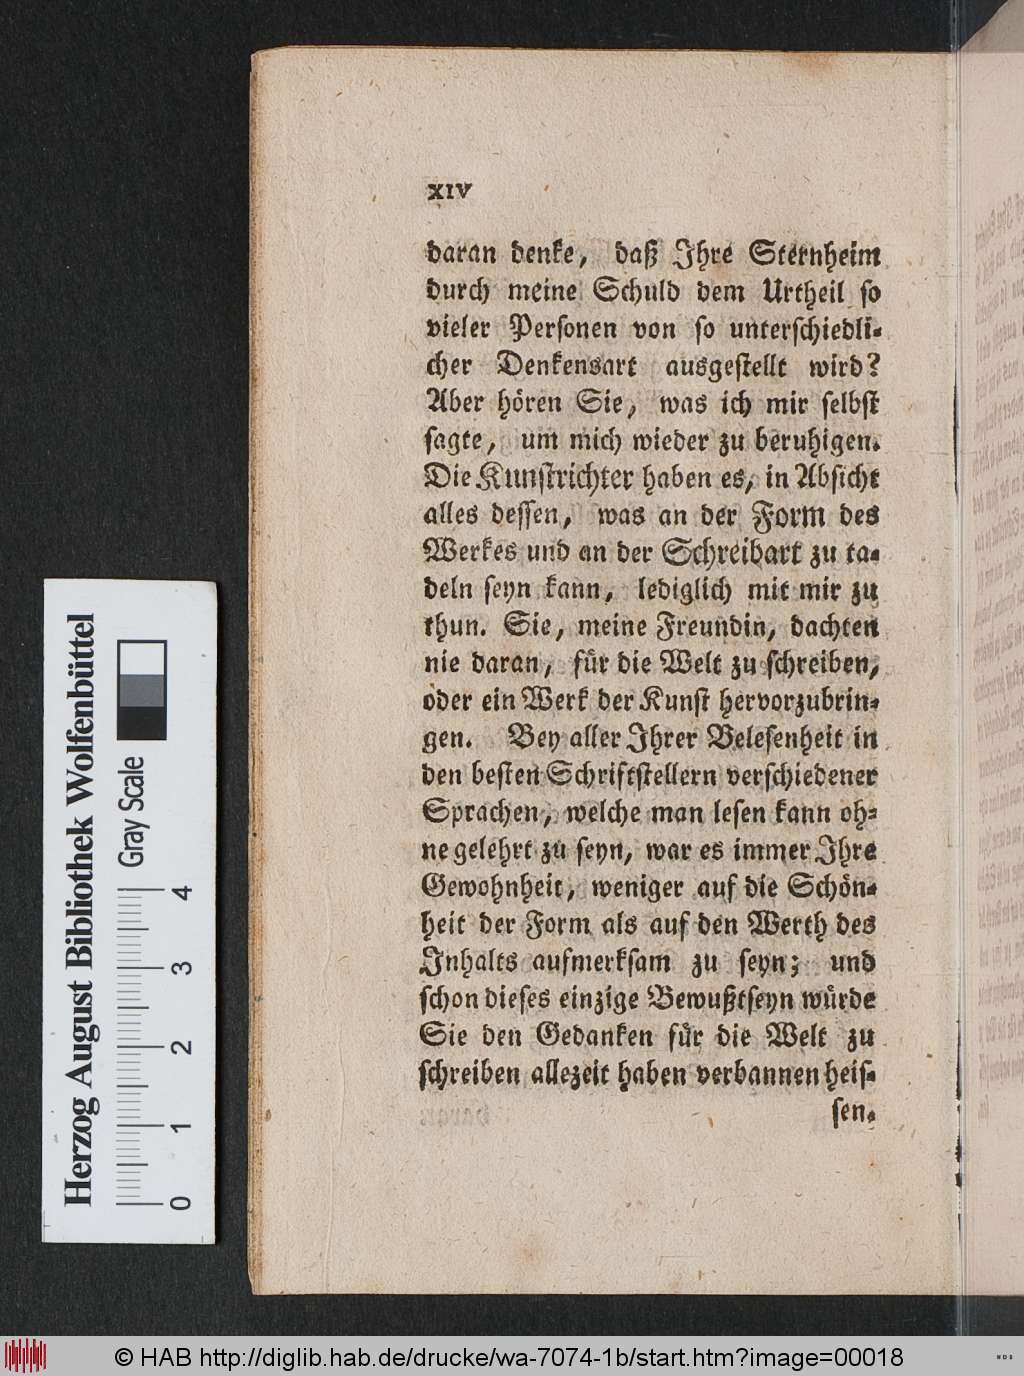 XIV
daran denke, daß Ihre Sternheim
durch meine Schuld dem Urtheil so
vieler Personen von so unterschiedli-
cher Denkensart ausgestellt wird?
Aber hören Sie, was ich mir selbst
sagte, um mich wieder zu beruhigen.
Die Kunstrichter haben es, in Absicht
alles dessen, was an der Form des
Werkes und an der Schreibart zu ta-
deln seyn kann, lediglich mit mir zu
thun. Sie, meine Freundin, dachten
nie daran, für die Welt zu schreiben,
oder ein Werk der Kunst hervorzubrin-
gen. Bey aller Ihrer Belesenheit in
den besten Schriftstellern verschiedener
Sprachen, welche man lesen kann oh-
ne gelehrt zu seyn, war es immer Ihre
Gewohnheit, weniger auf die Schön-
heit der Form als auf den Werth des
Inhalts aufmerksam zu seyn; und
schon dieses einzige Bewußtseyn würde
Sie den Gedanken für die Welt zu
schreiben allezeit haben verbannen heis-
sen.
Herzog August Bibliothek Wolfenbüttel
Gray Scale
0 1 2 3 4
© HAB http://diglib.hab.de/drucke/wa-7074-1b/start.htm?image=00018